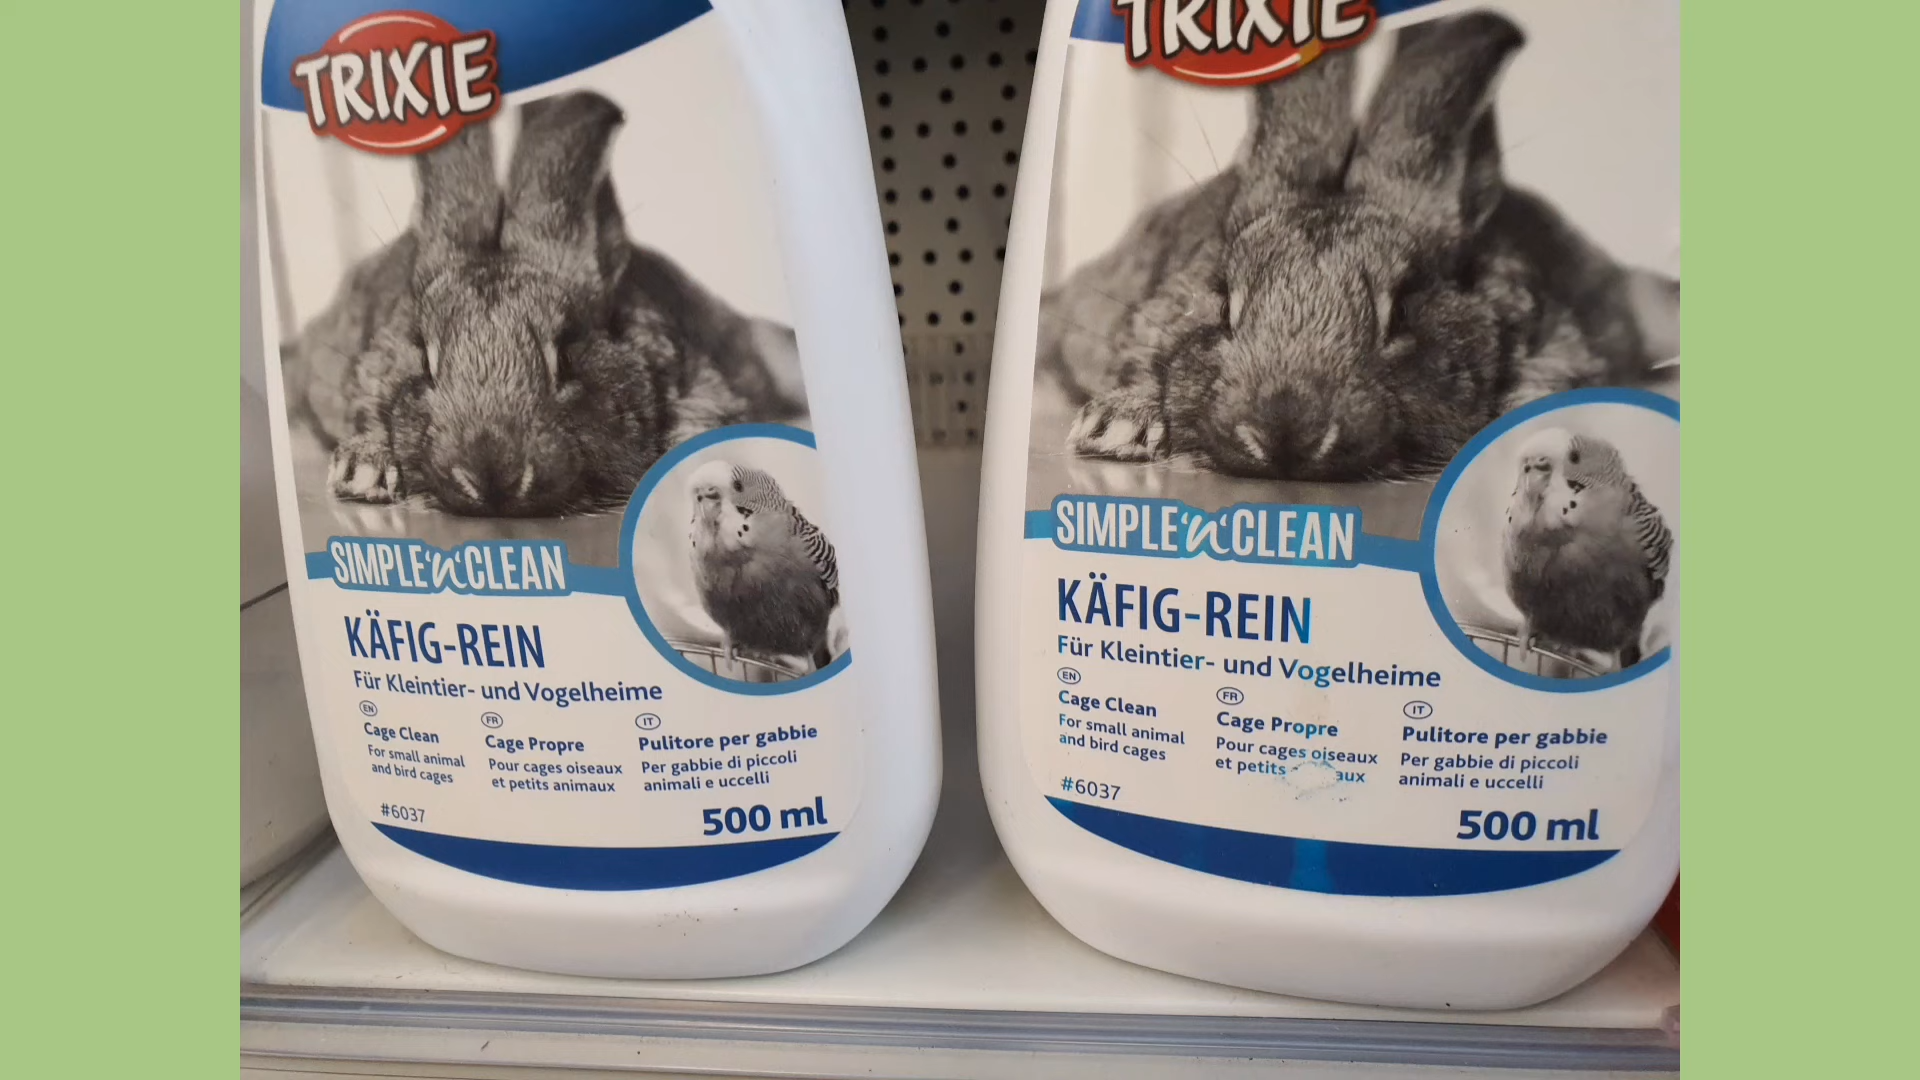 TRIXIE
SIMPLE'n'CLEAN
KÄFIG-REIN
Für Kleintier- und Vogelheime
EN
Cage Clean
For small animal
and bird cages
FR
Cage Propre
Pour cages oiseaux
et petits animaux
IT
Pulitore per gabbie
Per gabbie di piccoli
animali e uccelli
#6037
500 ml
TRIXIE
SIMPLE'n'CLEAN
KÄFIG-REIN
Für Kleintier- und Vogelheime
EN
Cage Clean
For small animal
and bird cages
FR
Cage Propre
Pour cages oiseaux
et petits aux
IT
Pulitore per gabbie
Per gabbie di piccoli
animali e uccelli
#6037
500 ml